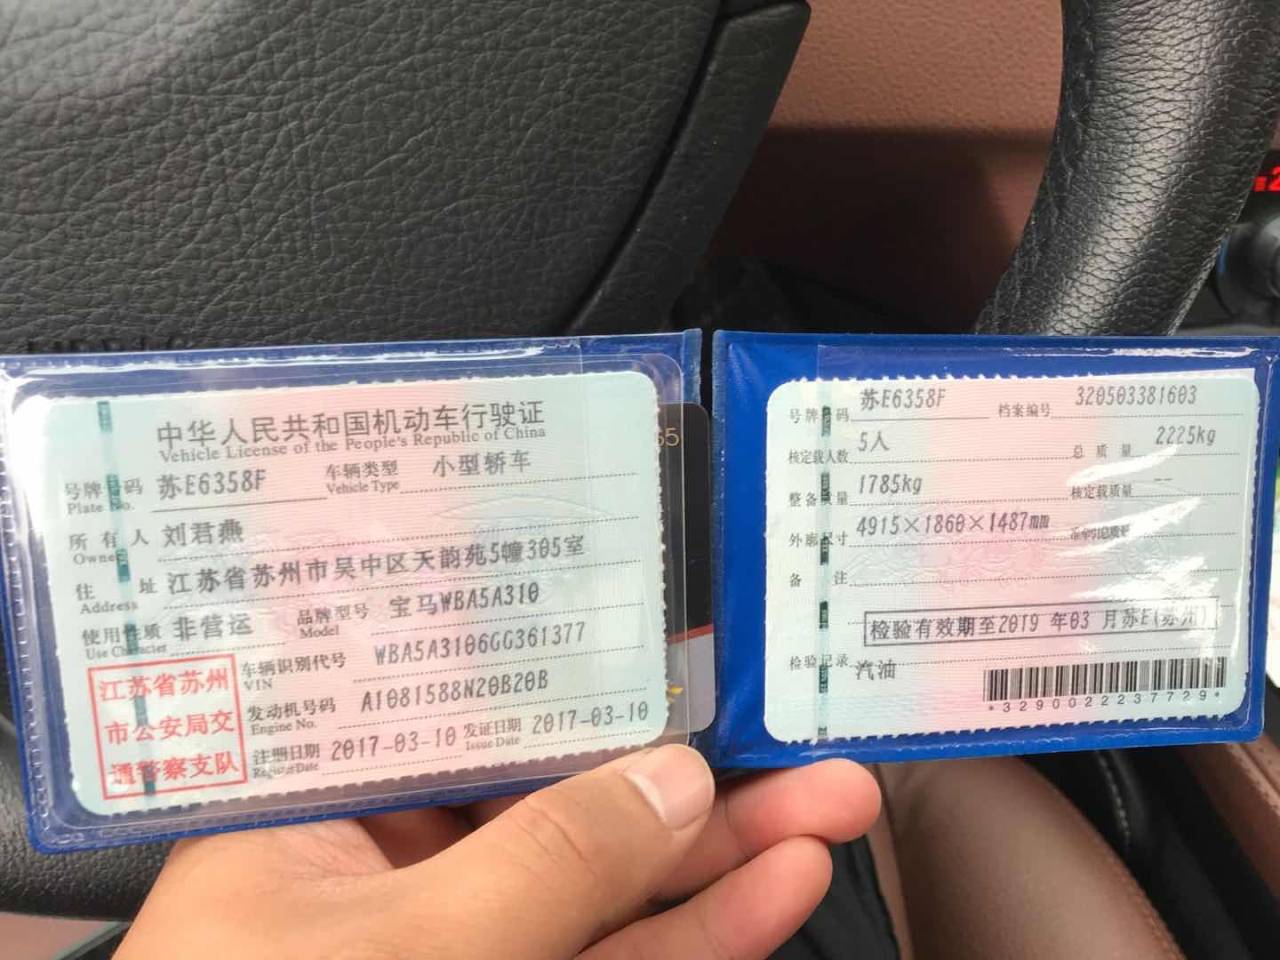 中华人民共和国机动车行驶证
Vehicle License of the People's Republic of China
号牌号码 苏E6358F 车辆类型 小型轿车
Plate No. Vehicle Type
所有人 刘君燕
Owner
住址 江苏省苏州市吴中区天韵苑5幢305室
Address
使用性质 非营运 品牌型号 宝马WBA5A310
Use Character Model
江苏省苏州
市公安局交
通警察支队
车辆识别代号 WBA5A3106GG361377
VIN
发动机号码 A1081588N20B20B
Engine No.
注册日期 2017-03-10 发证日期 2017-03-10
Register Date Issue Date
号牌号码 苏E6358F 档案编号 320503381603
核定载人数 5人 总质量 2225kg
整备质量 1785kg 核定载质量 --
外廓尺寸 4915×1860×1487mm
备注
检验有效期至2019 年03 月苏E(苏州)
检验记录 汽油
*3290022237729*
65